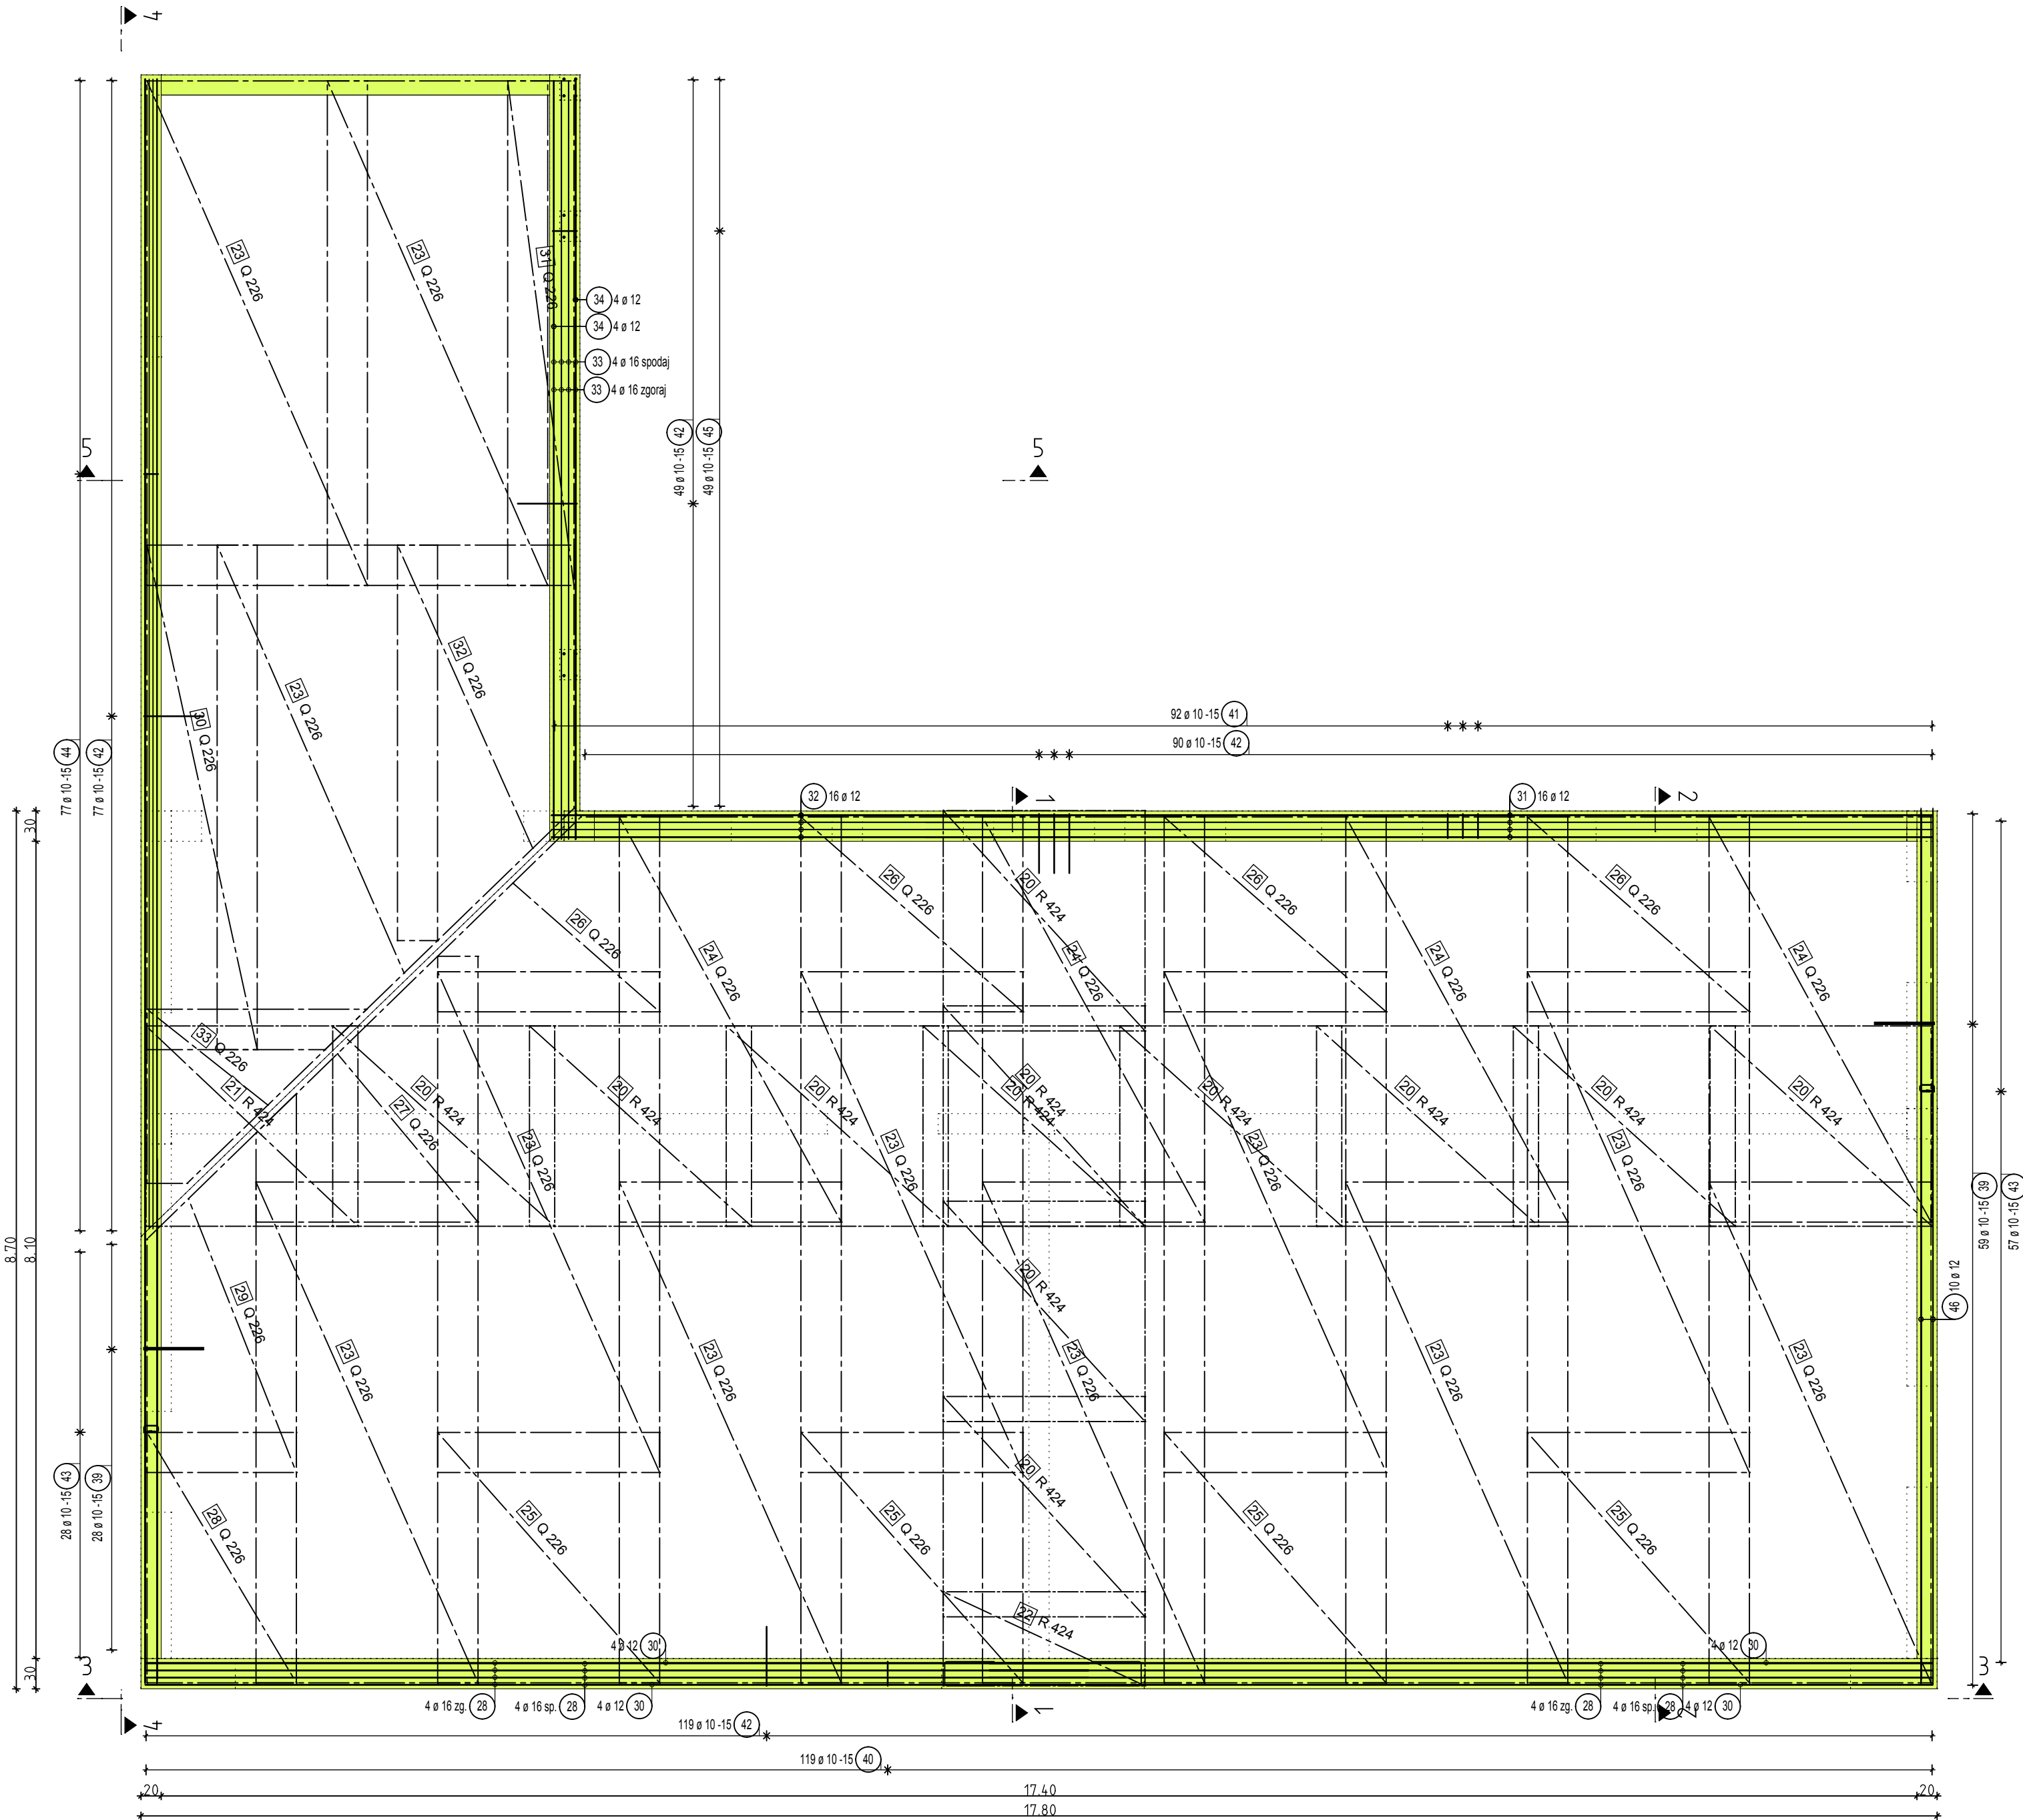 4
23 Q 226
23 Q 226
31 Q 226
34 4 ø 12
34 4 ø 12
33 4 ø 16 spodaj
33 4 ø 16 zgoraj
49 ø 10 -15 42
49 ø 10 -15 45
5
5
32 Q 226
23 Q 226
30 Q 226
77 ø 10 -15 44
77 ø 10 -15 42
92 ø 10 -15 41
90 ø 10 -15 42
32 16 ø 12
1
31 16 ø 12
2
30
26 Q 226
20 R 424
26 Q 226
26 Q 226
26 Q 226
24 Q 226
24 Q 226
24 Q 226
24 Q 226
33 Q 226
21 R 424
27 Q 226
20 R 424
23 Q 226
20 R 424
20 R 424
23 Q 226
20 R 424
20 R 424
20 R 424
23 Q 226
20 R 424
20 R 424
23 Q 226
20 R 424
8.70
8.10
59 ø 10 -15 39
57 ø 10 -15 43
46 10 ø 12
29 Q 226
23 Q 226
23 Q 226
20 R 424
23 Q 226
23 Q 226
23 Q 226
28 ø 10 -15 43
28 ø 10 -15 39
28 Q 226
25 Q 226
25 Q 226
20 R 424
25 Q 226
25 Q 226
22 R 424
4 ø 12 30
4 ø 12 30
30
3
3
4 ø 16 zg. 28
4 ø 16 sp. 28
4 ø 12 30
4 ø 16 zg. 28
4 ø 16 sp. 28
4 ø 12 30
4
1
2
119 ø 10 -15 42
119 ø 10 -15 40
20
17.40
20
17.80